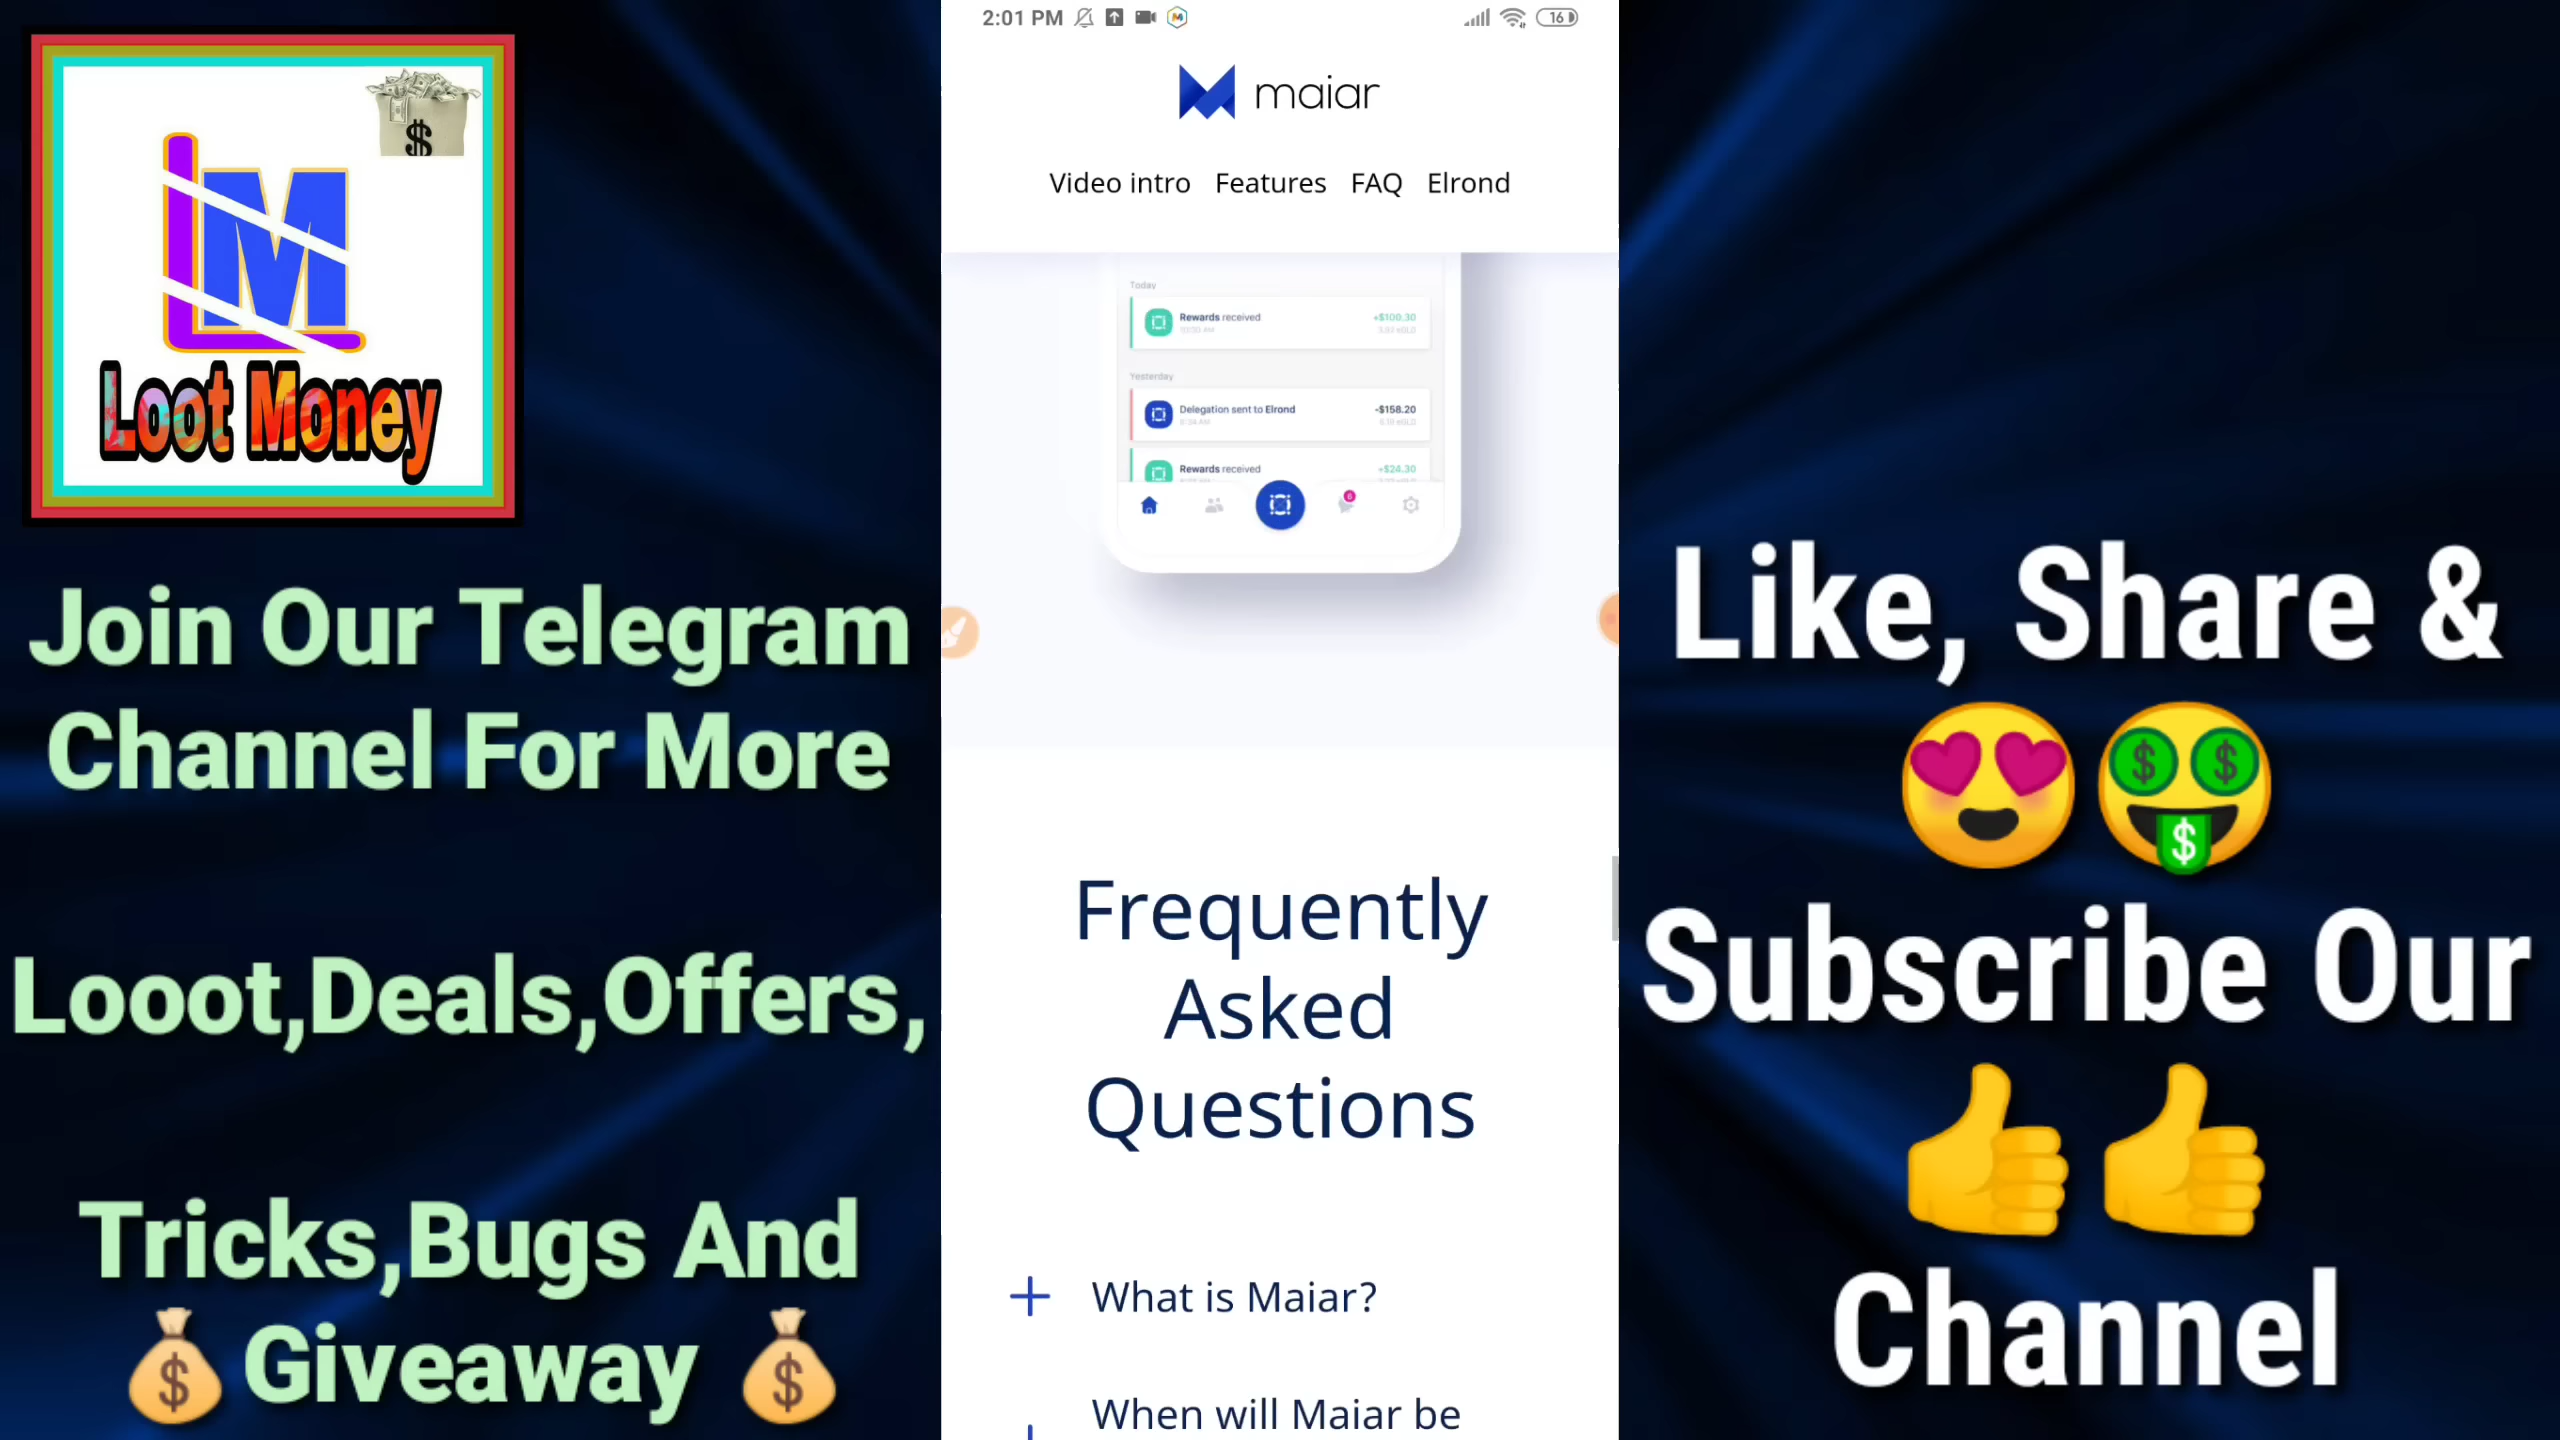 LM
Loot Money
Join Our Telegram
Channel For More
Looot,Deals,Offers,
Tricks,Bugs And
Giveaway
2:01 PM
16
maiar
Video intro Features FAQ Elrond
Today
Rewards received +$100.30
Yesterday
Delegation sent to Elrond -$158.20
Rewards received +$24.30
Frequently
Asked
Questions
What is Maiar?
When will Maiar be
Like, Share &
Subscribe Our
Channel